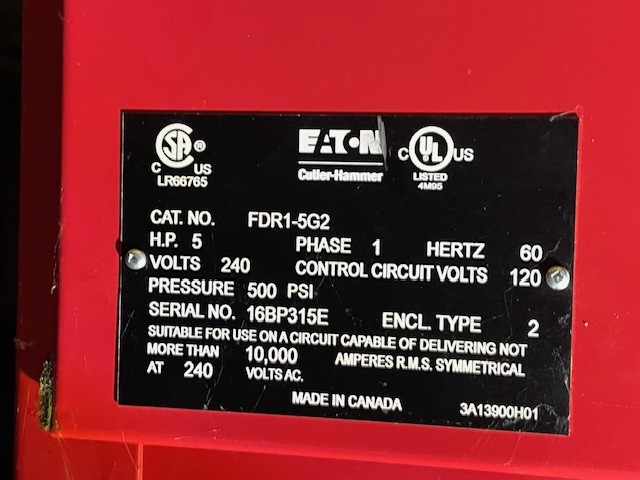 SA ®
C US
LR66765
EATON
Cutler-Hammer
C UL US
LISTED
4M95
CAT. NO. FDR1-5G2
H.P. 5 PHASE 1 HERTZ 60
VOLTS 240 CONTROL CIRCUIT VOLTS 120
PRESSURE 500 PSI
SERIAL NO. 16BP315E ENCL. TYPE 2
SUITABLE FOR USE ON A CIRCUIT CAPABLE OF DELIVERING NOT
MORE THAN 10,000 AMPERES R.M.S. SYMMETRICAL
AT 240 VOLTS AC.
MADE IN CANADA 3A13900H01